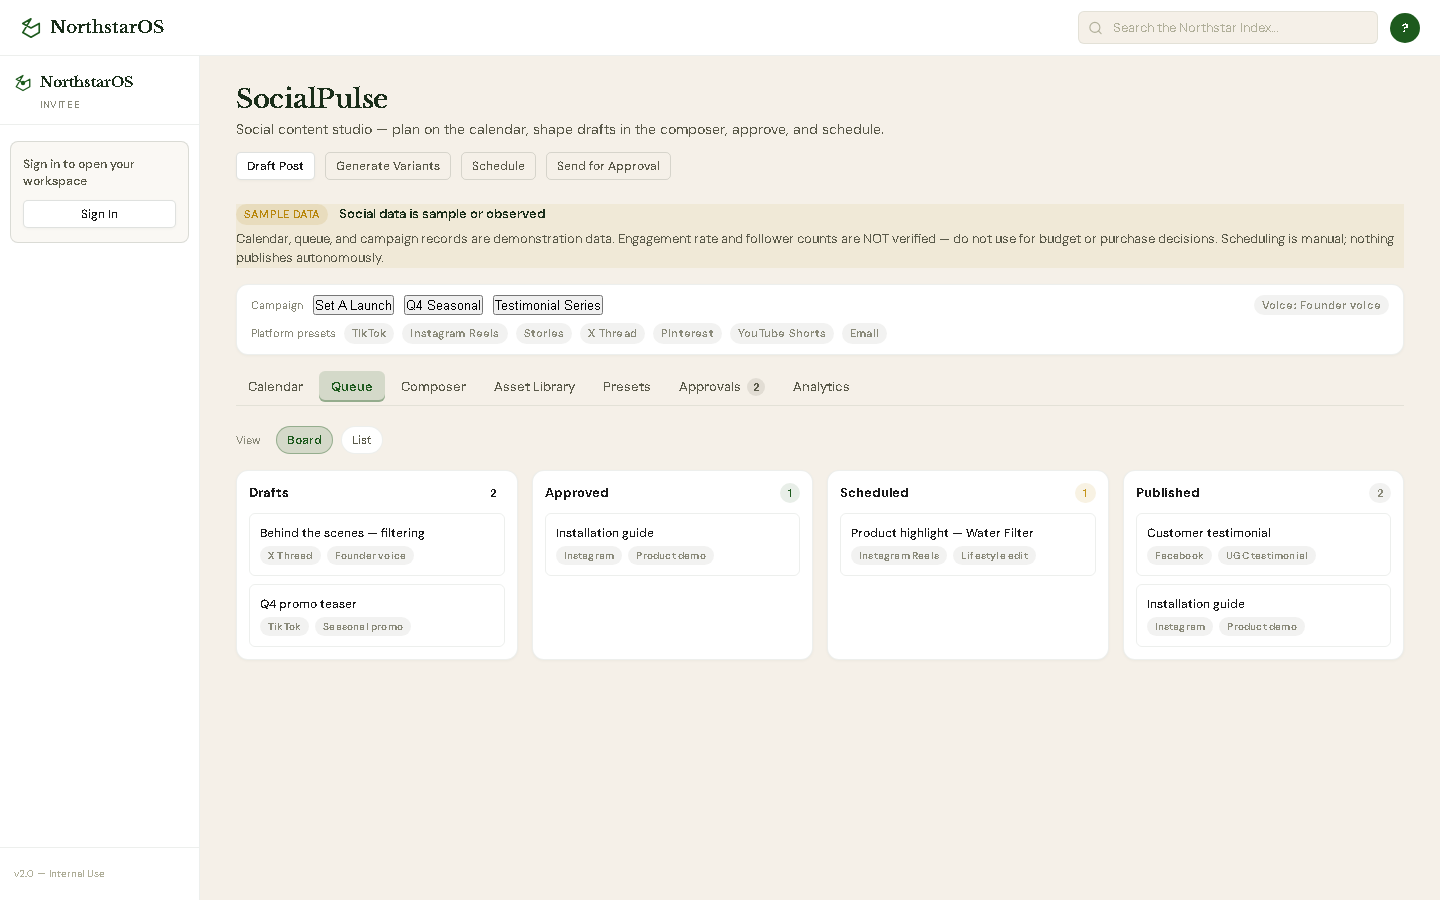 NorthstarOS
Search the Northstar Index...
?
NorthstarOS
INVITEE
Sign in to open your
workspace
Sign In
v2.0 — Internal Use
SocialPulse
Social content studio — plan on the calendar, shape drafts in the composer, approve, and schedule.
Draft Post
Generate Variants
Schedule
Send for Approval
SAMPLE DATA Social data is sample or observed
Calendar, queue, and campaign records are demonstration data. Engagement rate and follower counts are NOT verified — do not use for budget or purchase decisions. Scheduling is manual; nothing
publishes autonomously.
Campaign Set A Launch Q4 Seasonal Testimonial Series Voice: Founder voice
Platform presets TikTok Instagram Reels Stories X Thread Pinterest YouTube Shorts Email
Calendar Queue Composer Asset Library Presets Approvals 2 Analytics
View Board List
Drafts 2
Behind the scenes — filtering
X Thread Founder voice
Q4 promo teaser
TikTok Seasonal promo
Approved 1
Installation guide
Instagram Product demo
Scheduled 1
Product highlight — Water Filter
Instagram Reels Lifestyle edit
Published 2
Customer testimonial
Facebook UGC testimonial
Installation guide
Instagram Product demo